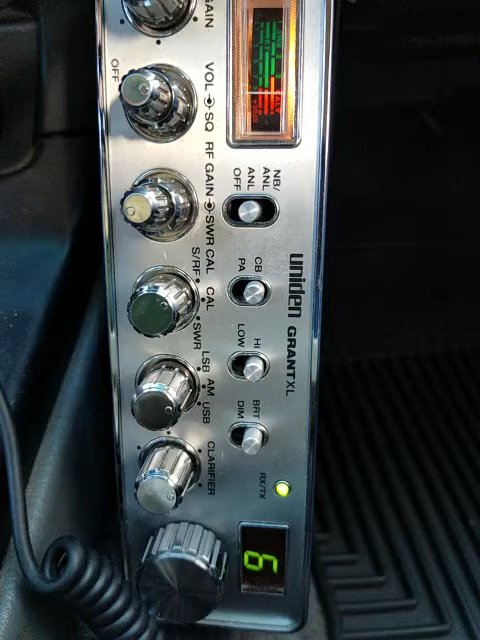 GAIN
OFF
VOL SQ
RF GAIN SWR CAL
S/RF CAL SWR
LSB AM USB
CLARIFIER
NB/
ANL
ANL
OFF
CB
PA
HI
LOW
BRT
DIM
RX/TX
uniden GRANT XL
6